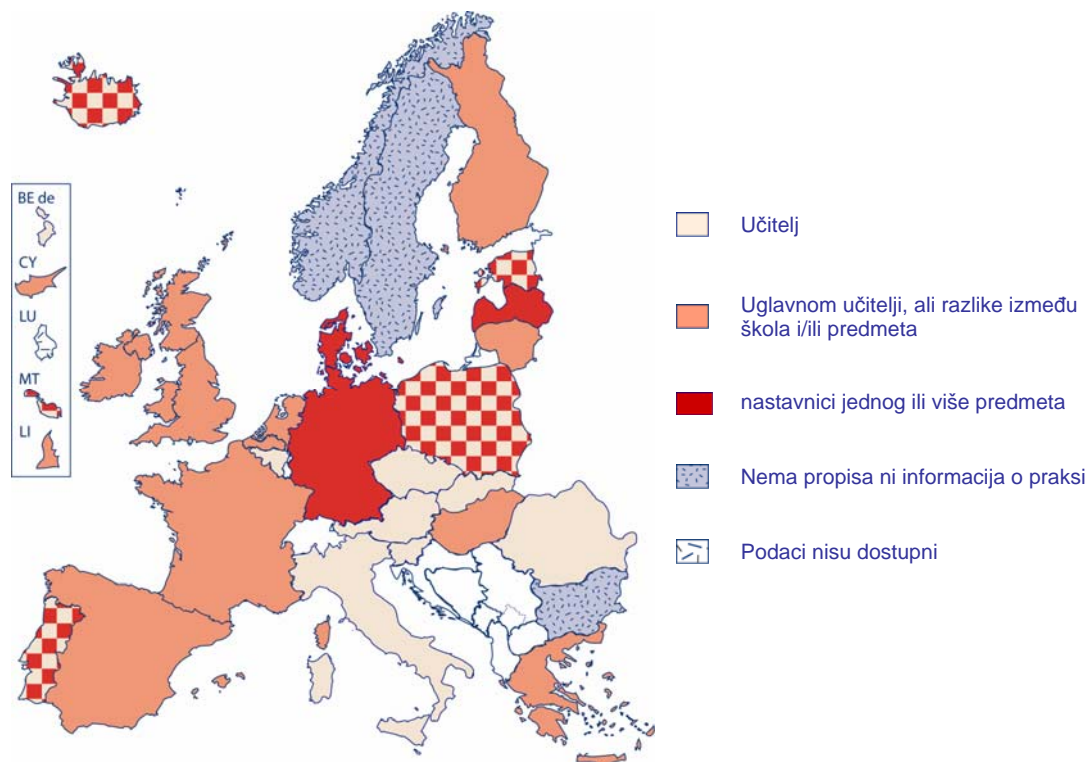 BE de
CY
LU
MT
LI
Učitelj
Uglavnom učitelji, ali razlike između
škola i/ili predmeta
nastavnici jednog ili više predmeta
Nema propisa ni informacija o praksi
Podaci nisu dostupni